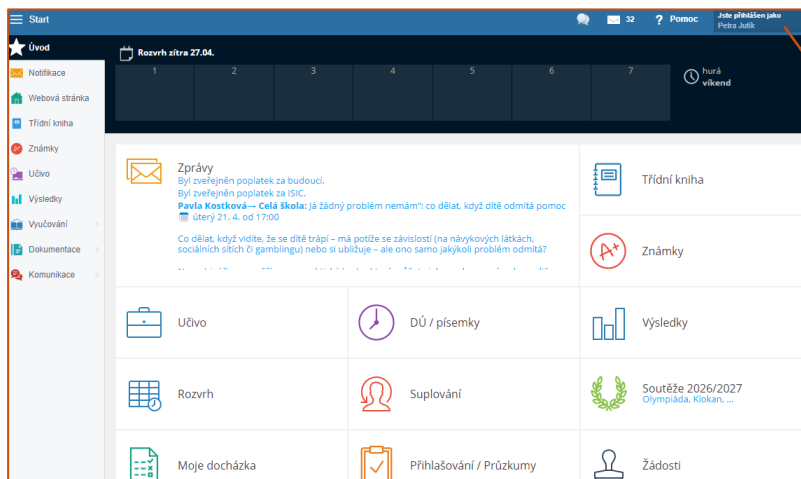 Start
32
? Pomoc
Jste přihlášen jako
Petra Jutík
Úvod
Notifikace
Webová stránka
Třídní kniha
Známky
Učivo
Výsledky
Vyučování
Dokumentace
Komunikace
Rozvrh zítra 27.04.
1 2 3 4 5 6 7
hurá
víkend
Zprávy
Byl zveřejněn poplatek za budoucí.
Byl zveřejněn poplatek za ISIC.
Pavla Kostková→ Celá škola: Já žádný problém nemám“: co dělat, když dítě odmítá pomoc
úterý 21. 4. od 17:00
Co dělat, když vidíte, že se dítě trápí – má potíže se závislostí (na návykových látkách,
sociálních sítích či gamblingu) nebo si ubližuje – ale ono samo jakýkoli problém odmítá?
Třídní kniha
A+
Známky
Učivo
DÚ / písemky
Výsledky
Rozvrh
Suplování
Soutěže 2026/2027
Olympiáda, Klokan, ...
Moje docházka
Přihlašování / Průzkumy
Žádosti